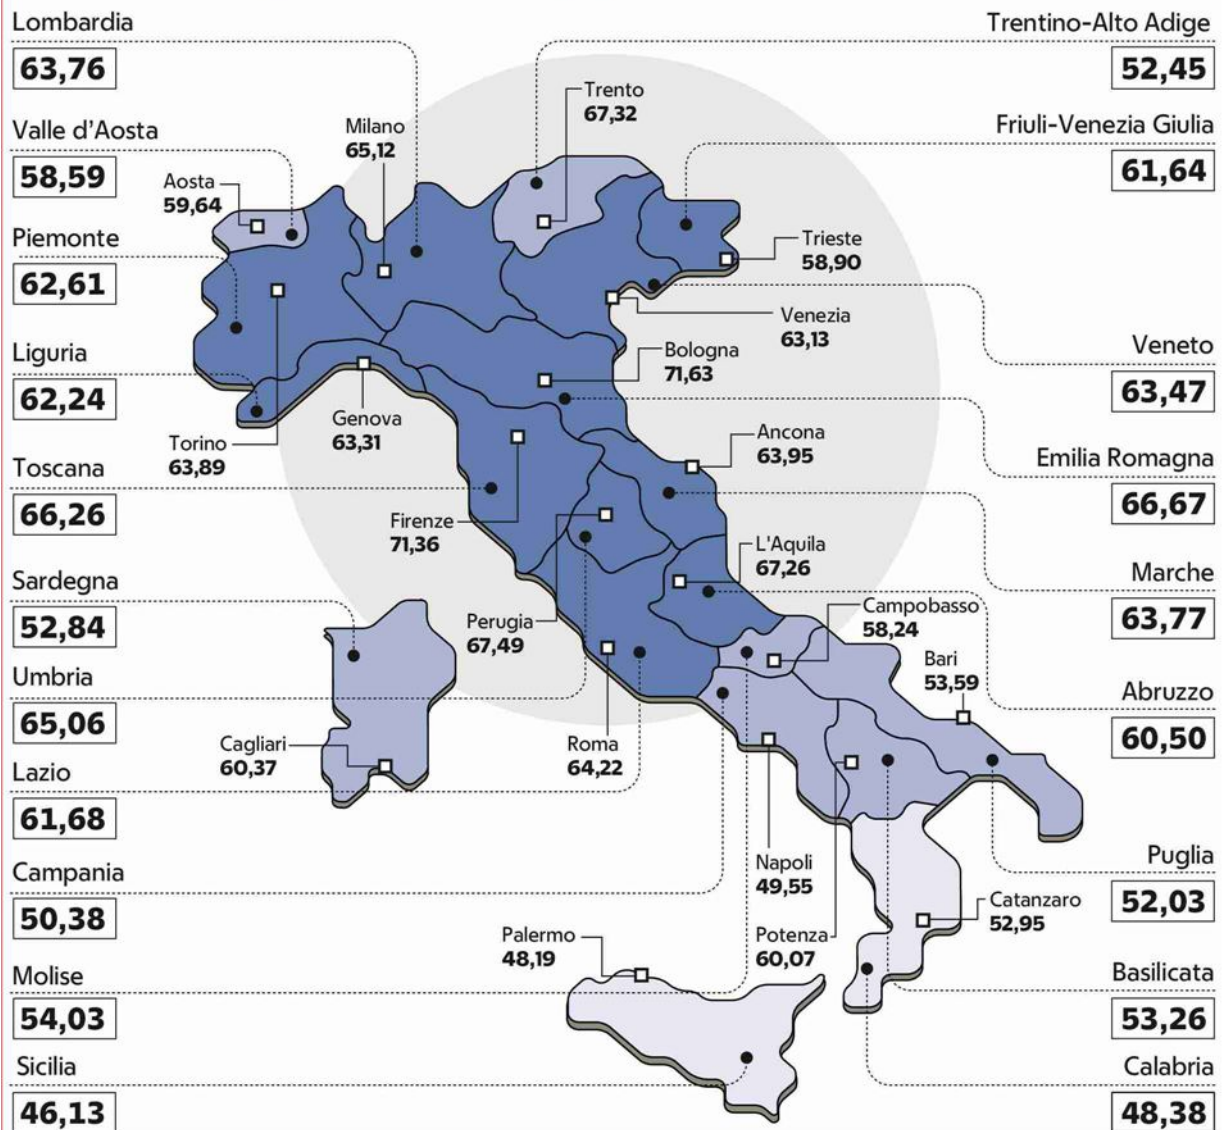 Lombardia
63,76
Valle d'Aosta
58,59
Piemonte
62,61
Liguria
62,24
Toscana
66,26
Sardegna
52,84
Umbria
65,06
Lazio
61,68
Campania
50,38
Molise
54,03
Sicilia
46,13
Trento
67,32
Milano
65,12
Aosta
59,64
Trieste
58,90
Venezia
63,13
Bologna
71,63
Genova
63,31
Torino
63,89
Ancona
63,95
Firenze
71,36
L'Aquila
67,26
Perugia
67,49
Campobasso
58,24
Bari
53,59
Cagliari
60,37
Roma
64,22
Napoli
49,55
Catanzaro
52,95
Palermo
48,19
Potenza
60,07
Trentino-Alto Adige
52,45
Friuli-Venezia Giulia
61,64
Veneto
63,47
Emilia Romagna
66,67
Marche
63,77
Abruzzo
60,50
Puglia
52,03
Basilicata
53,26
Calabria
48,38